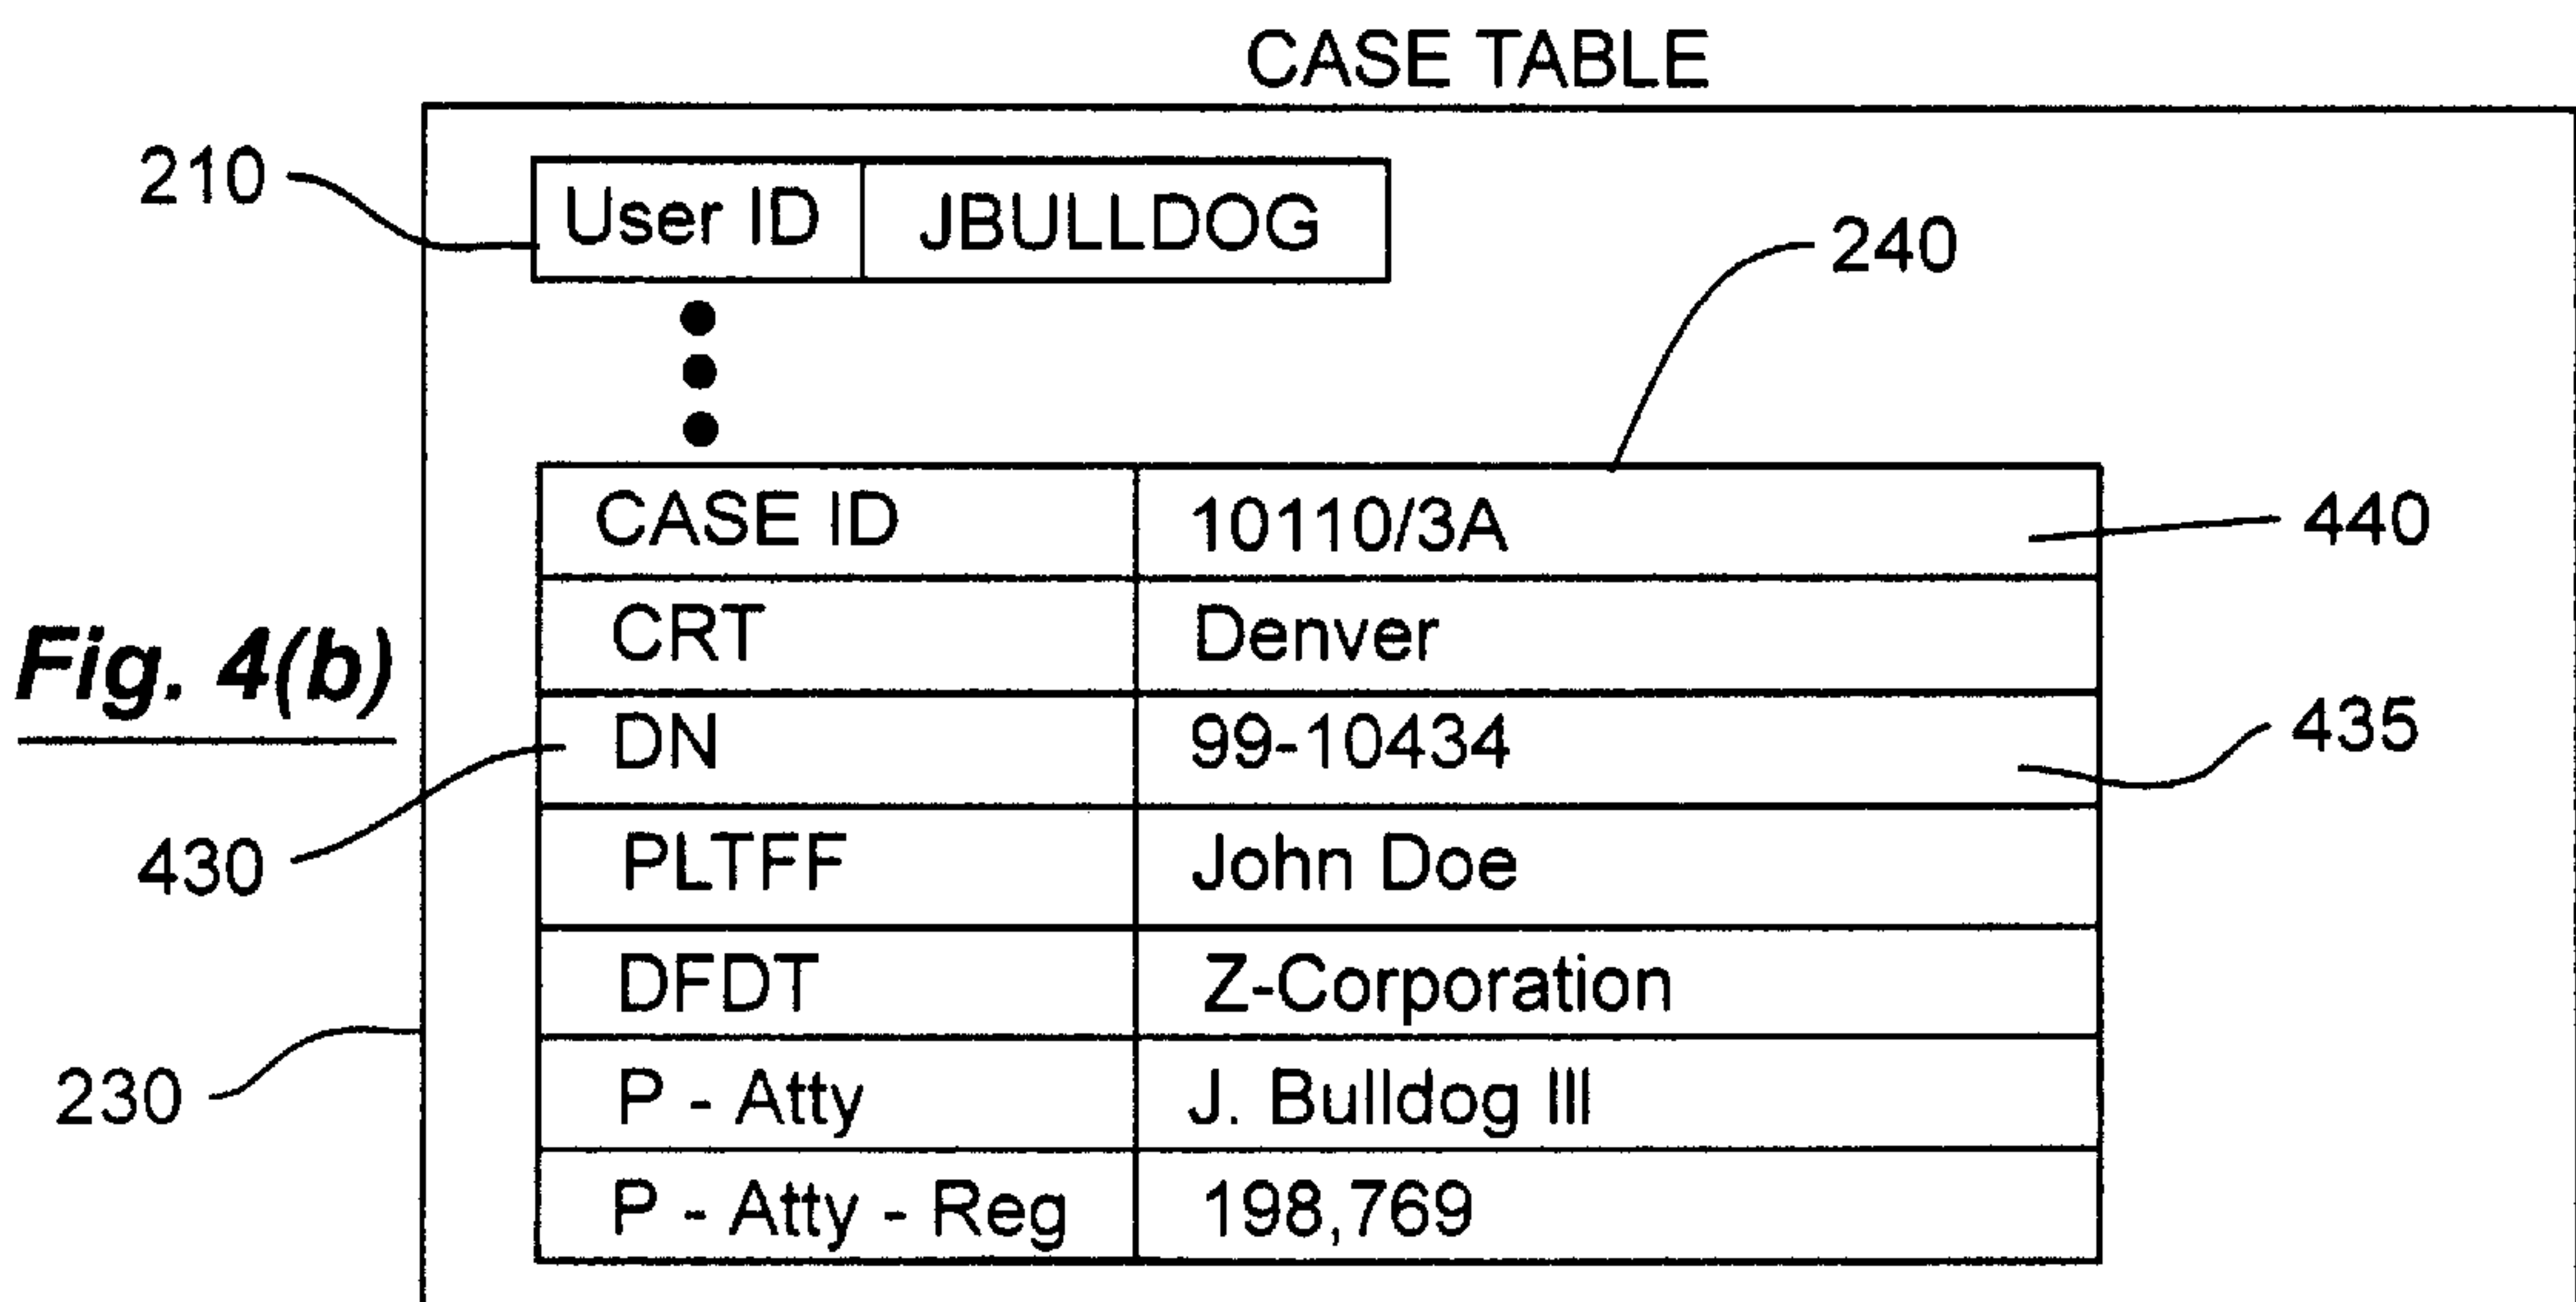 CASE TABLE
210
User ID JBULLDOG
240
CASE ID 10110/3A
440
CRT Denver
Fig. 4(b)
DN 99-10434
435
430
PLTFF John Doe
DFDT Z-Corporation
230
P - Atty J. Bulldog III
P - Atty - Reg 198,769